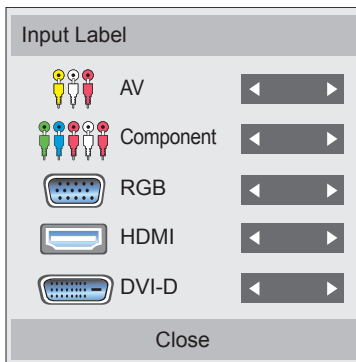 Input Label
AV
Component
RGB
HDMI
DVI-D
Close